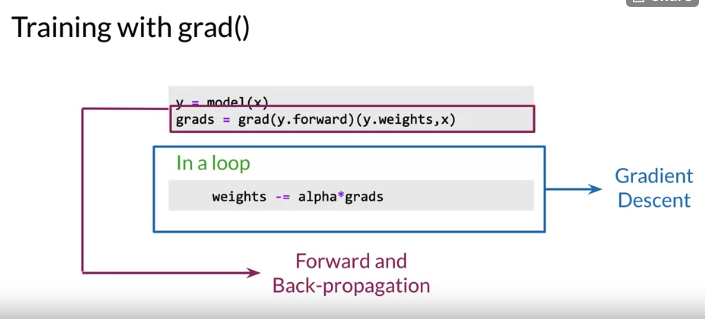 Training with grad()
y = model(x)
grads = grad(y.forward)(y.weights,x)
In a loop
weights -= alpha*grads
Gradient
Descent
Forward and
Back-propagation